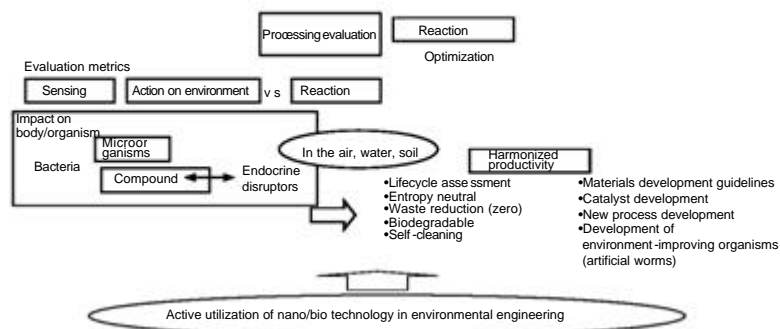 Processing evaluation
Reaction
Optimization
Evaluation metrics
Sensing
Action on environment
v s
Reaction
Impact on
body/organism
Microor
ganisms
Bacteria
Compound
Endocrine
disruptors
In the air, water, soil
Harmonized
productivity
•Lifecycle assessment
•Entropy neutral
•Waste reduction (zero)
•Biodegradable
•Self-cleaning
•Materials development guidelines
•Catalyst development
•New process development
•Development of
environment-improving organisms
(artificial worms)
Active utilization of nano/bio technology in environmental engineering